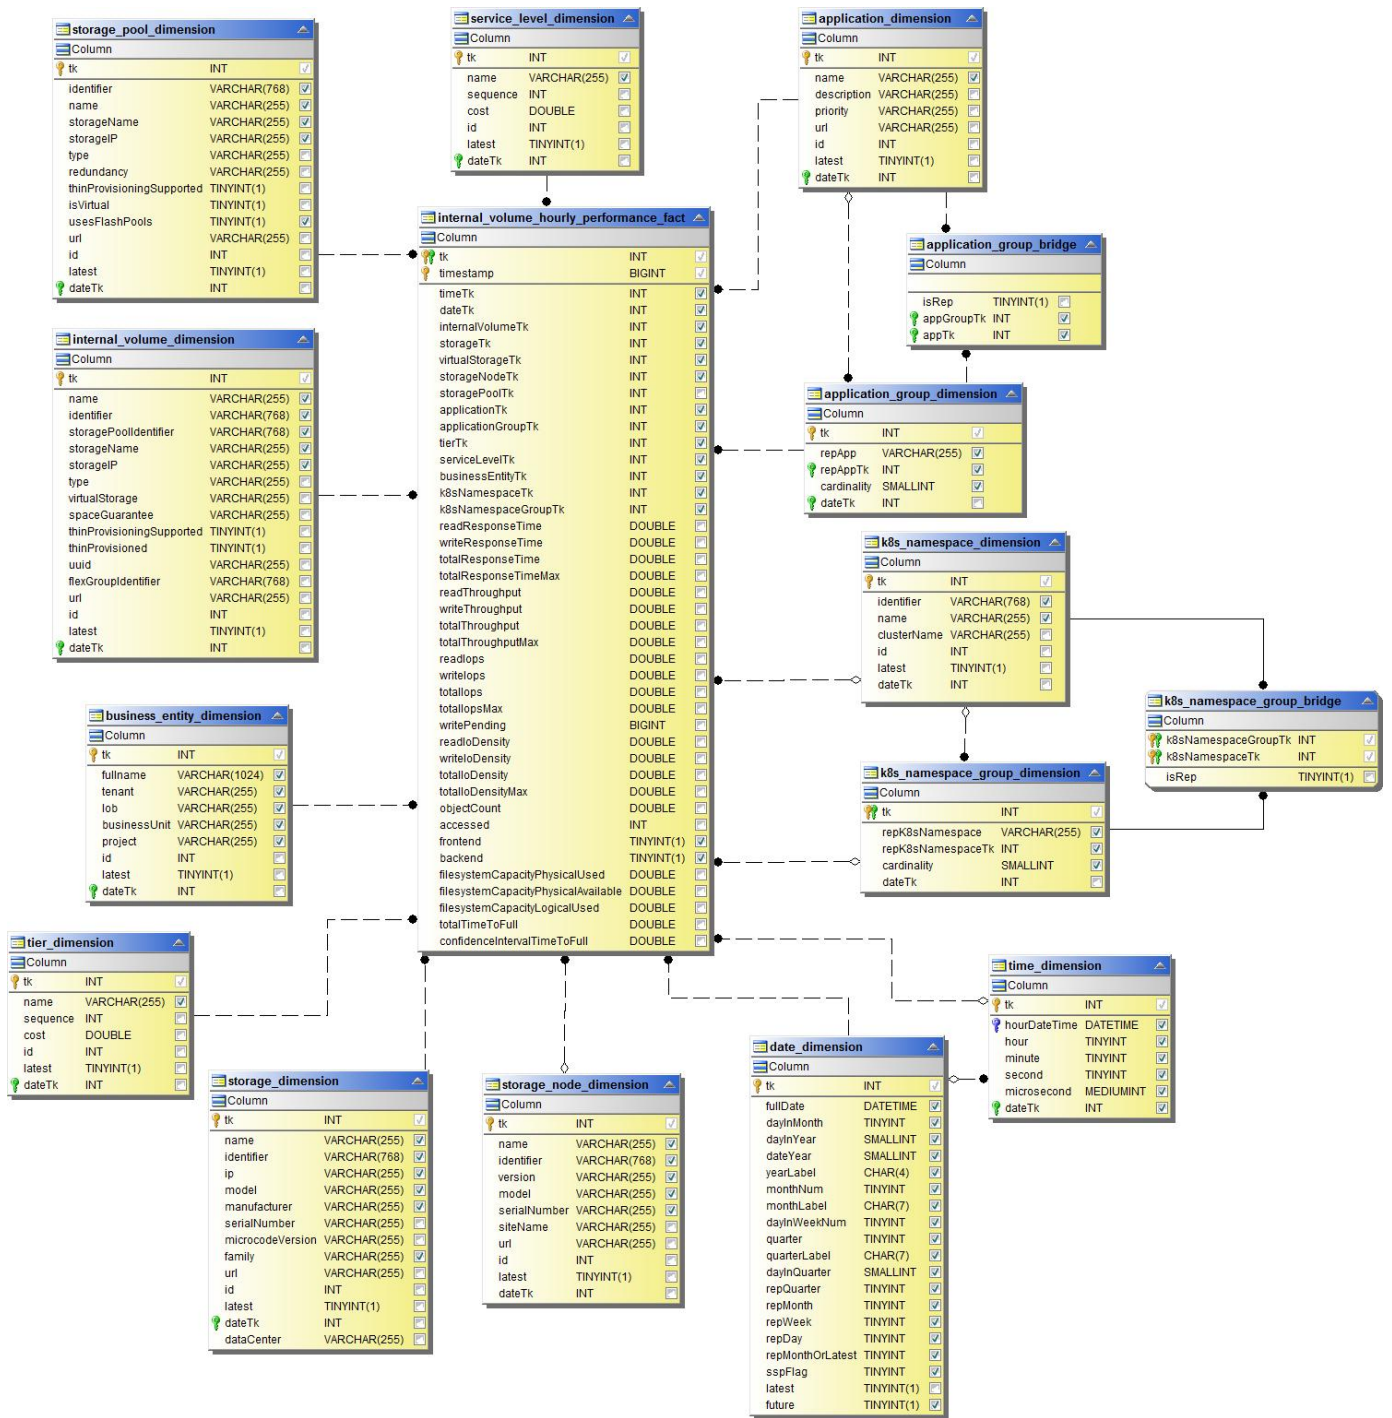 storage_pool_dimension
Column
tk INT
identifier VARCHAR(768)
name VARCHAR(255)
storageName VARCHAR(255)
storageIP VARCHAR(255)
type VARCHAR(255)
redundancy VARCHAR(255)
thinProvisioningSupported TINYINT(1)
isVirtual TINYINT(1)
usesFlashPools TINYINT(1)
url VARCHAR(255)
id INT
latest TINYINT(1)
dateTk INT
service_level_dimension
Column
tk INT
name VARCHAR(255)
sequence INT
cost DOUBLE
id INT
latest TINYINT(1)
dateTk INT
application_dimension
Column
tk INT
name VARCHAR(255)
description VARCHAR(255)
priority VARCHAR(255)
url VARCHAR(255)
id INT
latest TINYINT(1)
dateTk INT
internal_volume_hourly_performance_fact
Column
tk INT
timestamp BIGINT
timeTk INT
dateTk INT
internalVolumeTk INT
storageTk INT
virtualStorageTk INT
storageNodeTk INT
storagePoolTk INT
applicationTk INT
applicationGroupTk INT
tierTk INT
serviceLevelTk INT
businessEntityTk INT
k8sNamespaceTk INT
k8sNamespaceGroupTk INT
readResponseTime DOUBLE
writeResponseTime DOUBLE
totalResponseTime DOUBLE
totalResponseTimeMax DOUBLE
readThroughput DOUBLE
writeThroughput DOUBLE
totalThroughput DOUBLE
totalThroughputMax DOUBLE
readIops DOUBLE
writeIops DOUBLE
totalIops DOUBLE
totalIopsMax DOUBLE
writePending BIGINT
readIoDensity DOUBLE
writeIoDensity DOUBLE
totalIoDensity DOUBLE
totalIoDensityMax DOUBLE
objectCount DOUBLE
accessed INT
frontend TINYINT(1)
backend TINYINT(1)
filesystemCapacityPhysicalUsed DOUBLE
filesystemCapacityPhysicalAvailable DOUBLE
filesystemCapacityLogicalUsed DOUBLE
totalTimeToFull DOUBLE
confidenceIntervalTimeToFull DOUBLE
application_group_bridge
Column
isRep TINYINT(1)
appGroupTk INT
appTk INT
internal_volume_dimension
Column
tk INT
name VARCHAR(255)
identifier VARCHAR(768)
storagePoolIdentifier VARCHAR(768)
storageName VARCHAR(255)
storageIP VARCHAR(255)
type VARCHAR(255)
virtualStorage VARCHAR(255)
spaceGuarantee VARCHAR(255)
thinProvisioningSupported TINYINT(1)
thinProvisioned TINYINT(1)
uuid VARCHAR(255)
flexGroupIdentifier VARCHAR(768)
url VARCHAR(255)
id INT
latest TINYINT(1)
dateTk INT
application_group_dimension
Column
tk INT
repApp VARCHAR(255)
repAppTk INT
cardinality SMALLINT
dateTk INT
k8s_namespace_dimension
Column
tk INT
identifier VARCHAR(768)
name VARCHAR(255)
clusterName VARCHAR(255)
id INT
latest TINYINT(1)
dateTk INT
k8s_namespace_group_bridge
Column
k8sNamespaceGroupTk INT
k8sNamespaceTk INT
isRep TINYINT(1)
business_entity_dimension
Column
tk INT
fullname VARCHAR(1024)
tenant VARCHAR(255)
lob VARCHAR(255)
businessUnit VARCHAR(255)
project VARCHAR(255)
id INT
latest TINYINT(1)
dateTk INT
k8s_namespace_group_dimension
Column
tk INT
repK8sNamespace VARCHAR(255)
repK8sNamespaceTk INT
cardinality SMALLINT
dateTk INT
tier_dimension
Column
tk INT
name VARCHAR(255)
sequence INT
cost DOUBLE
id INT
latest TINYINT(1)
dateTk INT
time_dimension
Column
tk INT
hourDateTime DATETIME
hour TINYINT
minute TINYINT
second TINYINT
microsecond MEDIUMINT
dateTk INT
storage_dimension
Column
tk INT
name VARCHAR(255)
identifier VARCHAR(768)
ip VARCHAR(255)
model VARCHAR(255)
manufacturer VARCHAR(255)
serialNumber VARCHAR(255)
microcodeVersion VARCHAR(255)
family VARCHAR(255)
url VARCHAR(255)
id INT
latest TINYINT(1)
dateTk INT
dataCenter VARCHAR(255)
storage_node_dimension
Column
tk INT
name VARCHAR(255)
identifier VARCHAR(768)
version VARCHAR(255)
model VARCHAR(255)
serialNumber VARCHAR(255)
siteName VARCHAR(255)
url VARCHAR(255)
id INT
latest TINYINT(1)
dateTk INT
date_dimension
Column
tk INT
fullDate DATETIME
dayInMonth TINYINT
dayInYear SMALLINT
dateYear SMALLINT
yearLabel CHAR(4)
monthNum TINYINT
monthLabel CHAR(7)
dayInWeekNum TINYINT
quarter TINYINT
quarterLabel CHAR(7)
dayInQuarter SMALLINT
repQuarter TINYINT
repMonth TINYINT
repWeek TINYINT
repDay TINYINT
repMonthOrLatest TINYINT
sspFlag TINYINT
latest TINYINT(1)
future TINYINT(1)